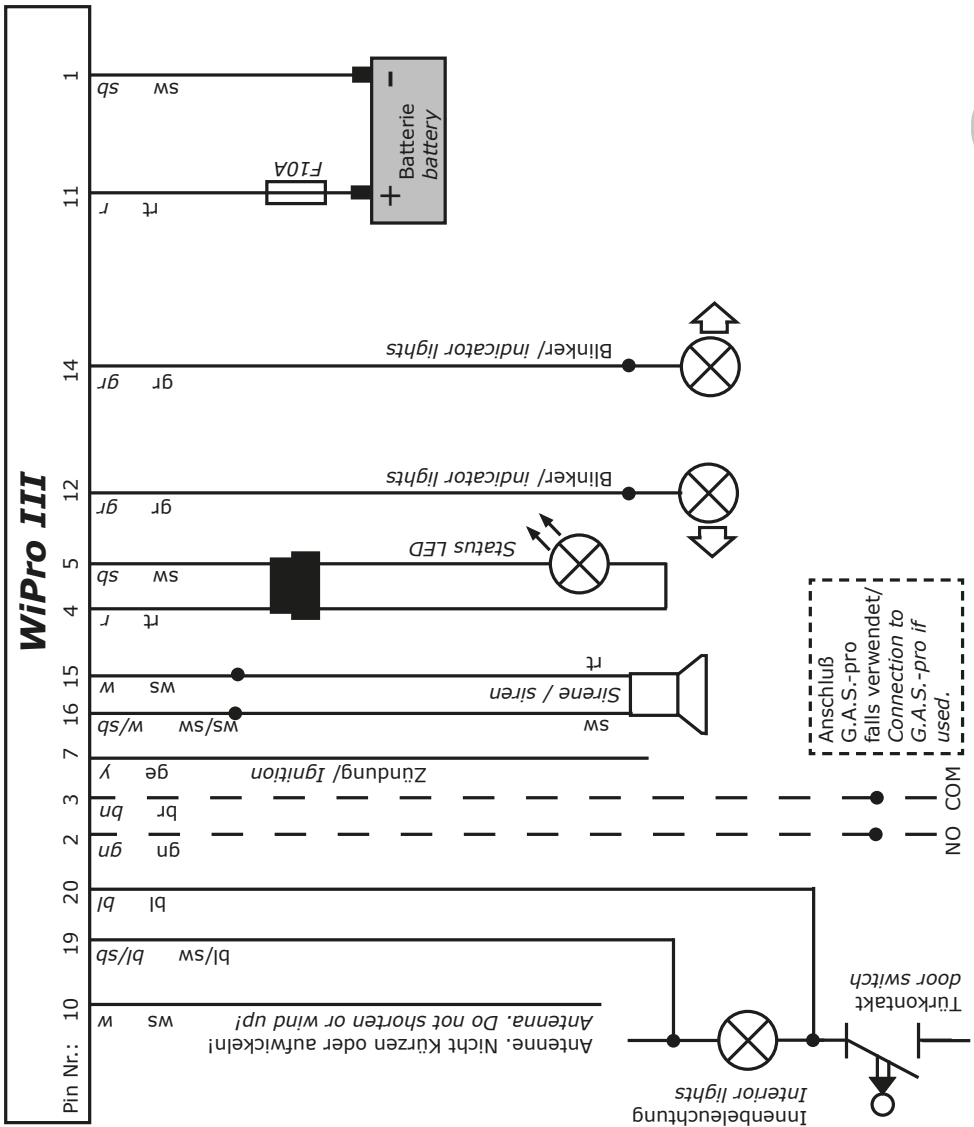 WiPro III
Pin Nr.:
1
sb sw
-
Batterie
battery
+
11
r rt
F10A
14
gr gr
Blinker/ indicator lights
12
gr gr
Blinker/ indicator lights
5
sb sw
Status LED
4
r rt
15
w ws
rt
Sirene / siren
16
w/sb ws/sw
sw
7
y ge
Zündung/ Ignition
3
bn br
COM
2
gn gn
NO
Anschluß
G.A.S.-pro
falls verwendet/
Connection to
G.A.S.-pro if
used.
20
bl bl
19
bl/sb bl/sw
10
w ws
Antenne. Nicht Kürzen oder aufwickeln!
Antenna. Do not shorten or wind up!
Türkontakt
door switch
Innenbeleuchtung
Interior lights